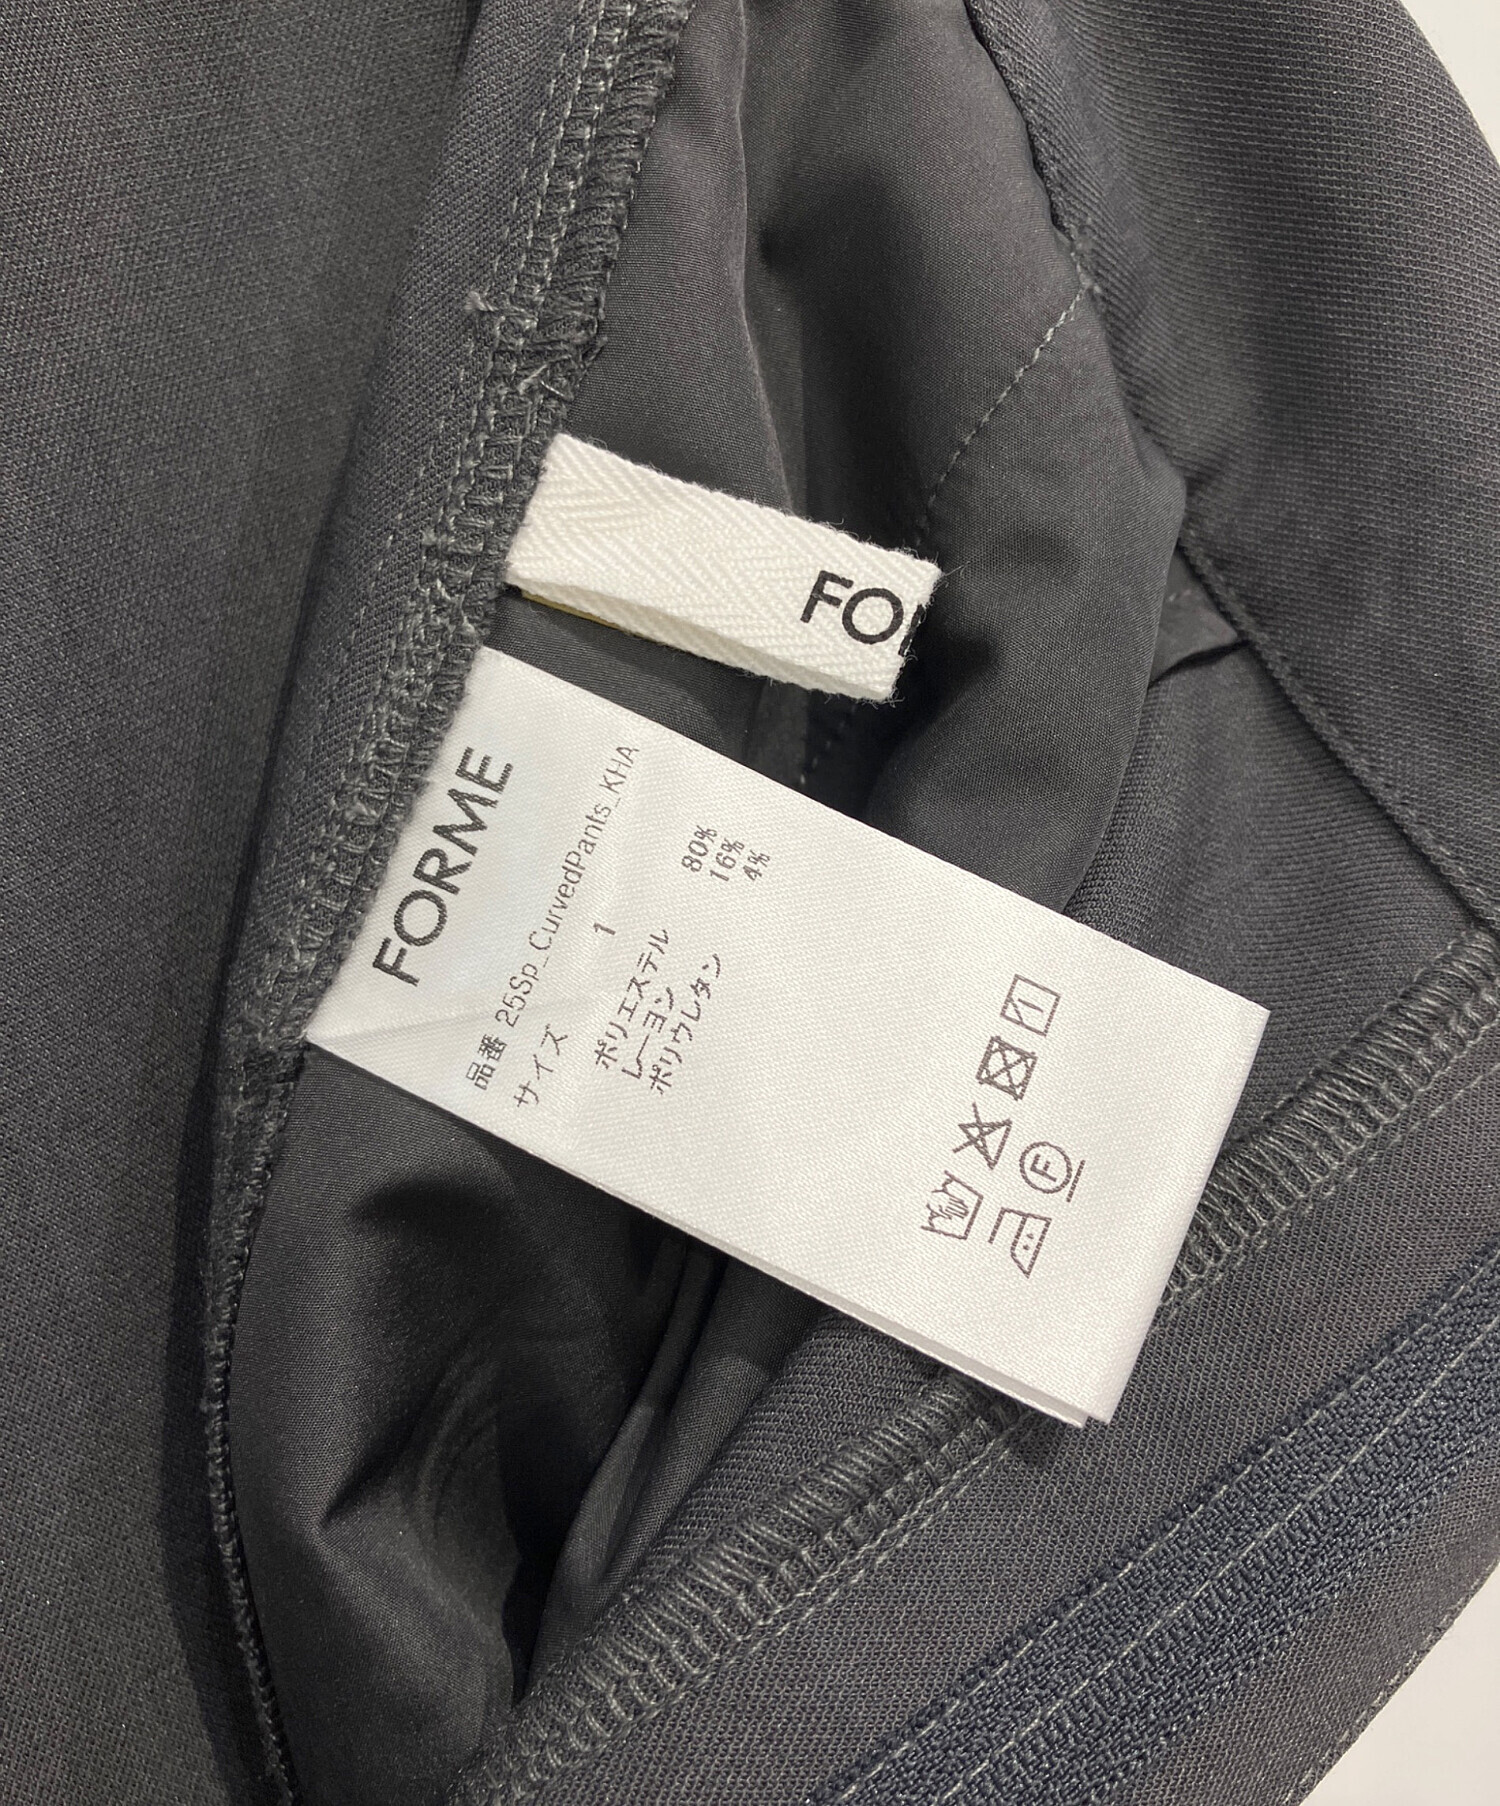 FO
FORME
品番 25Sp_CurvedPants_KHA
サイズ 1
ポリエステル 80%
レーヨン 16%
ポリウレタン 4%
F